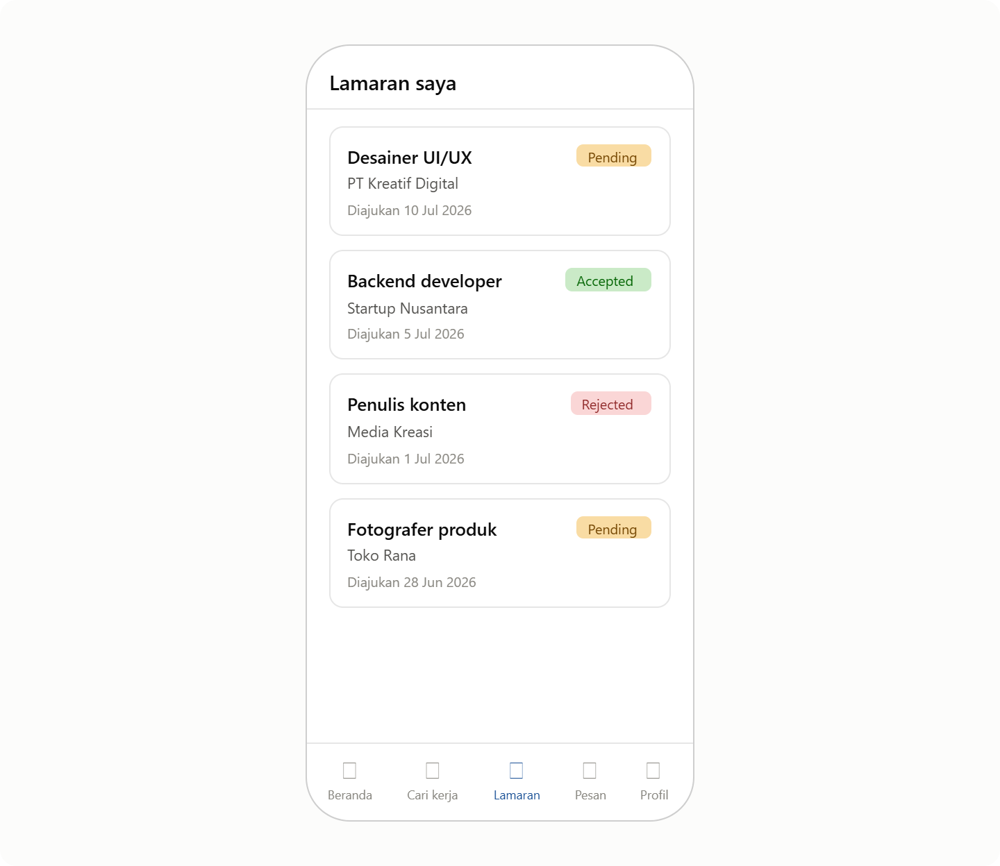 Lamaran saya
Desainer UI/UX
Pending
PT Kreatif Digital
Diajukan 10 Jul 2026
Backend developer
Accepted
Startup Nusantara
Diajukan 5 Jul 2026
Penulis konten
Rejected
Media Kreasi
Diajukan 1 Jul 2026
Fotografer produk
Pending
Toko Rana
Diajukan 28 Jun 2026
Beranda
Cari kerja
Lamaran
Pesan
Profil